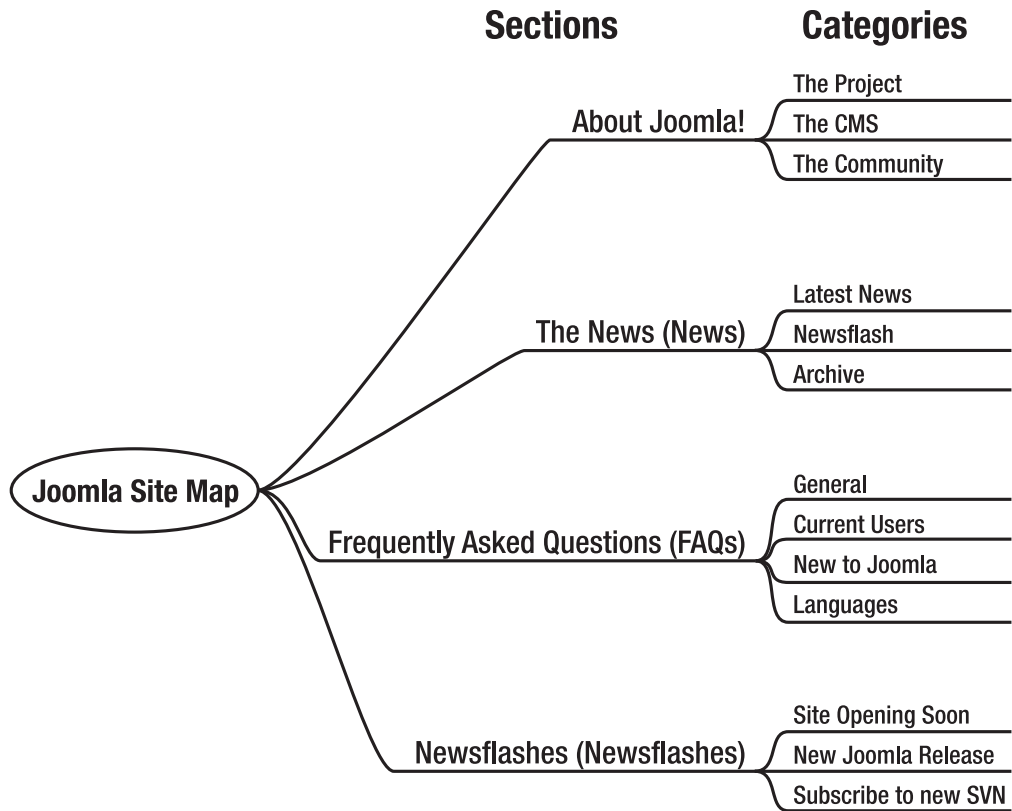 Sections
Categories
About Joomla!
The Project
The CMS
The Community
The News (News)
Latest News
Newsflash
Archive
Joomla Site Map
Frequently Asked Questions (FAQs)
General
Current Users
New to Joomla
Languages
Newsflashes (Newsflashes)
Site Opening Soon
New Joomla Release
Subscribe to new SVN